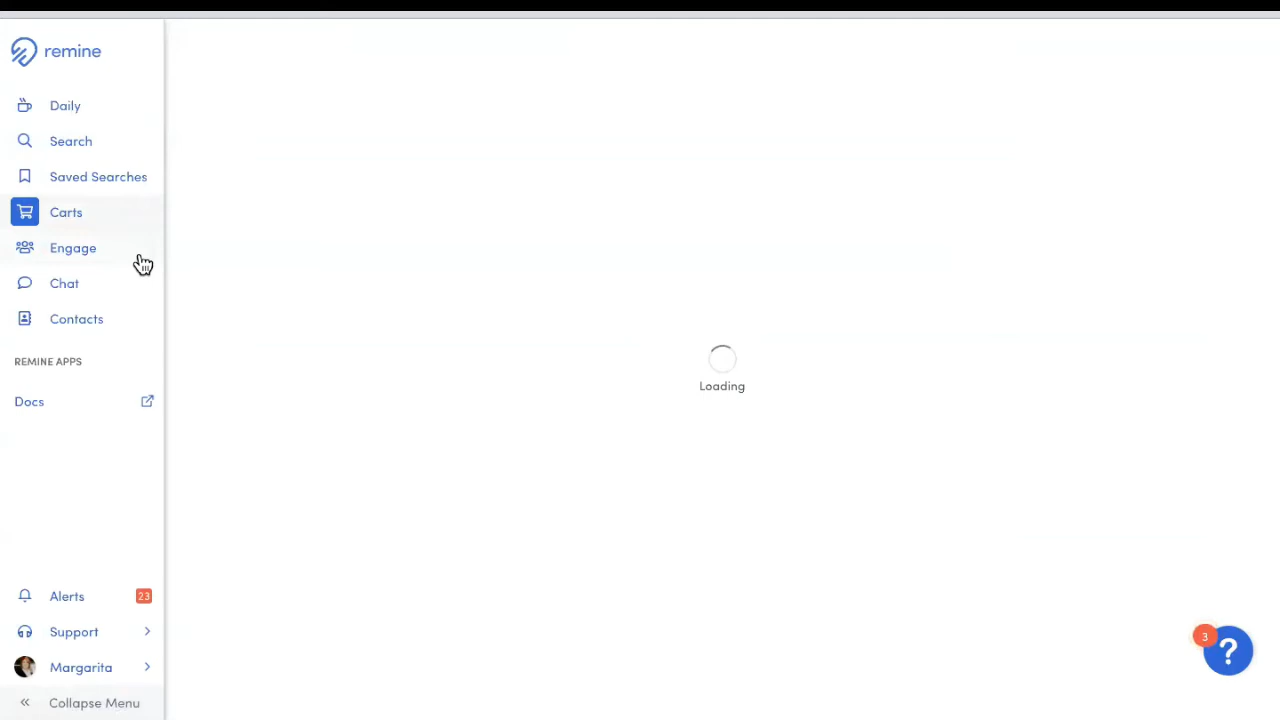 remine
Daily
Search
Saved Searches
Carts
Engage
Chat
Contacts
REMINE APPS
Docs
Loading
Alerts 23
Support
Margarita
Collapse Menu
3
?